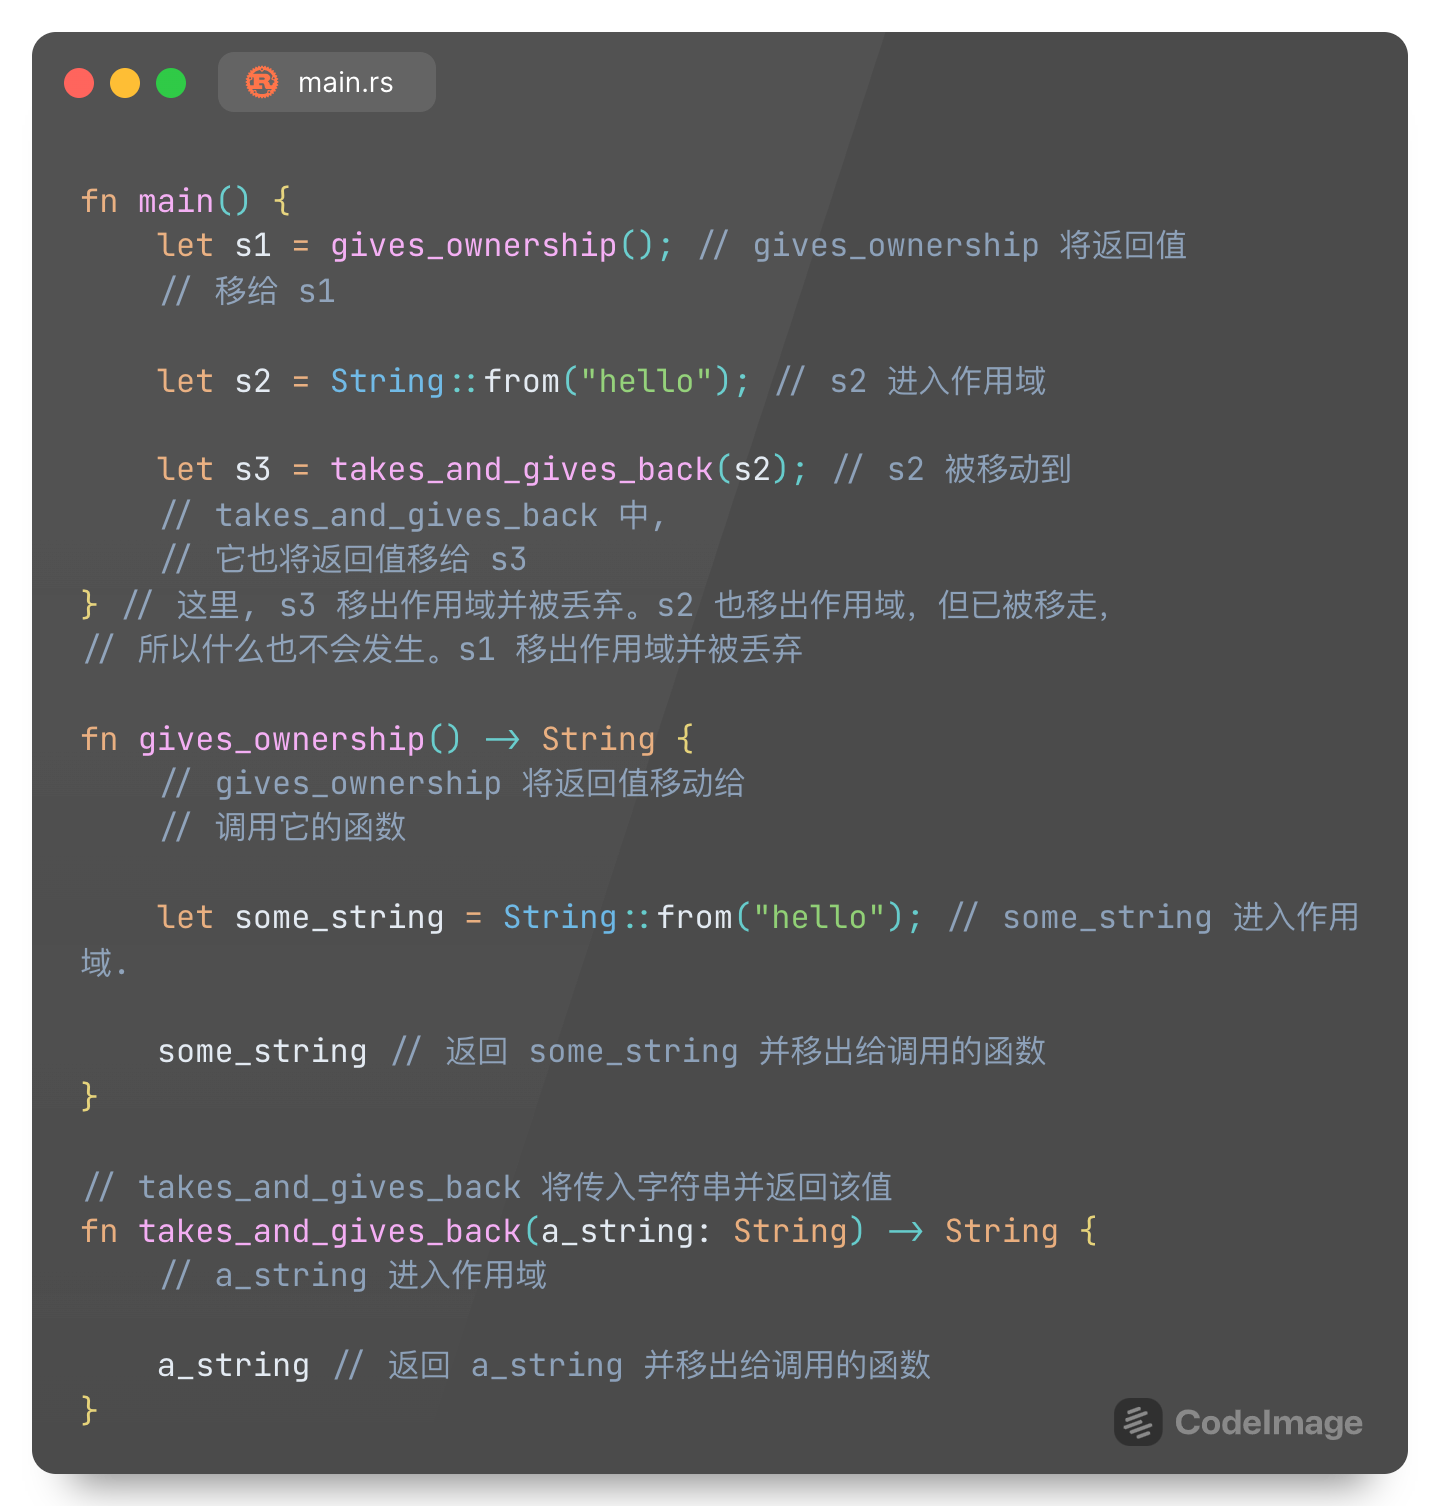 main.rs
fn main() {
    let s1 = gives_ownership(); // gives_ownership 将返回值
    // 移给 s1

    let s2 = String::from("hello"); // s2 进入作用域

    let s3 = takes_and_gives_back(s2); // s2 被移动到
    // takes_and_gives_back 中,
    // 它也将返回值移给 s3
} // 这里, s3 移出作用域并被丢弃。s2 也移出作用域，但已被移走，
// 所以什么也不会发生。s1 移出作用域并被丢弃

fn gives_ownership() -> String {
    // gives_ownership 将返回值移动给
    // 调用它的函数

    let some_string = String::from("hello"); // some_string 进入作用
域.

    some_string // 返回 some_string 并移出给调用的函数
}

// takes_and_gives_back 将传入字符串并返回该值
fn takes_and_gives_back(a_string: String) -> String {
    // a_string 进入作用域

    a_string // 返回 a_string 并移出给调用的函数
}
CodeImage